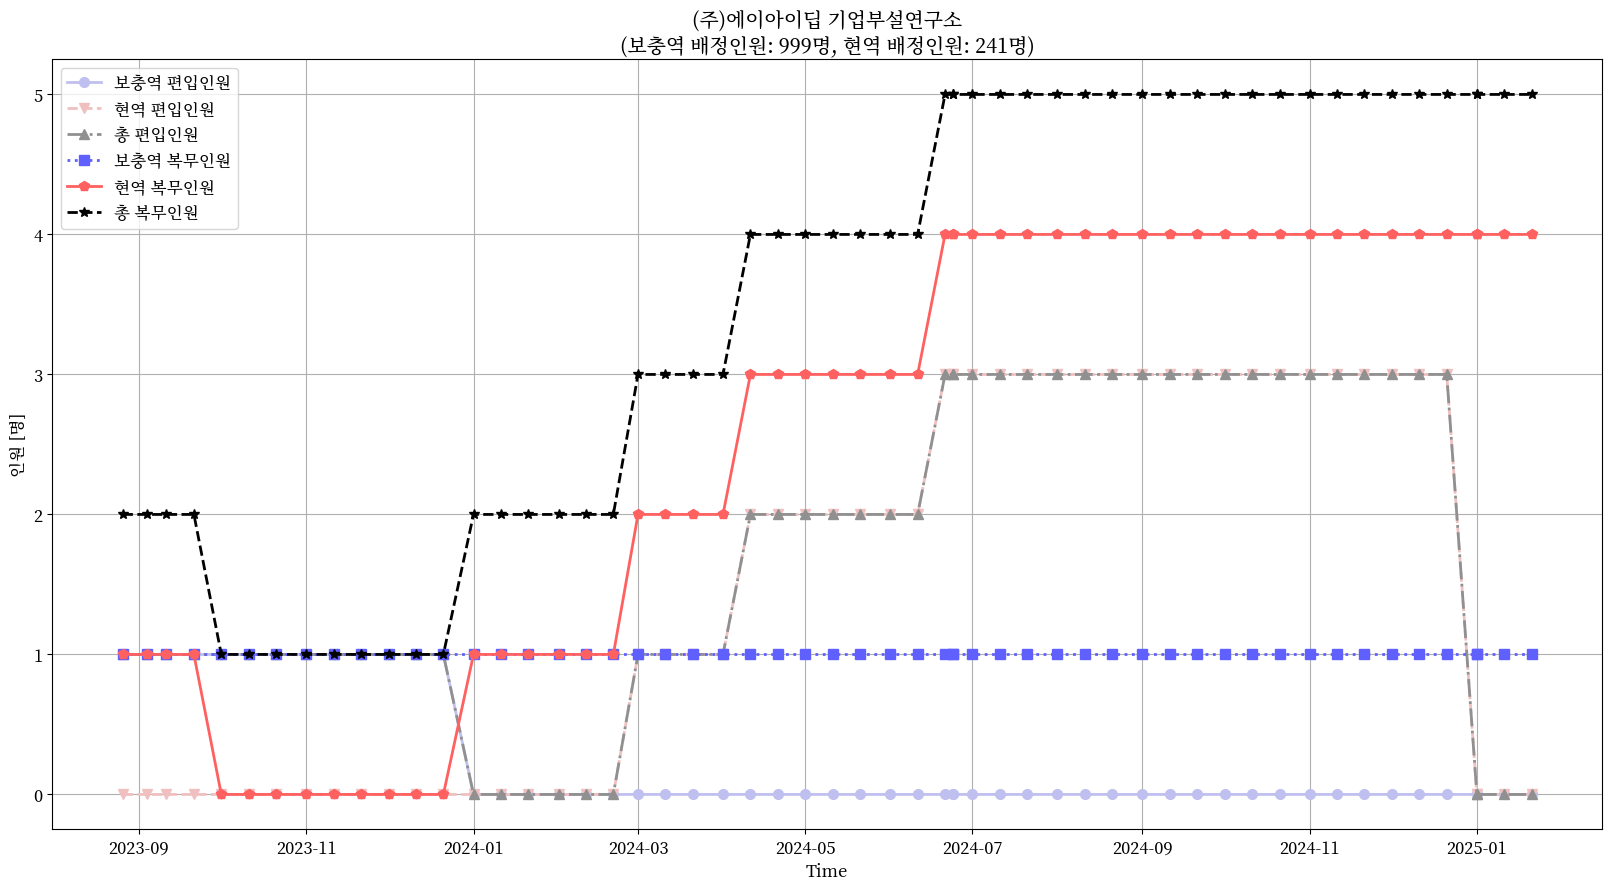 (주)에이아이딥 기업부설연구소
(보충역 배정인원: 999명, 현역 배정인원: 241명)
보충역 편입인원
현역 편입인원
총 편입인원
보충역 복무인원
현역 복무인원
총 복무인원
인원 [명]
5
4
3
2
1
0
2023-09
2023-11
2024-01
2024-03
2024-05
2024-07
2024-09
2024-11
2025-01
Time